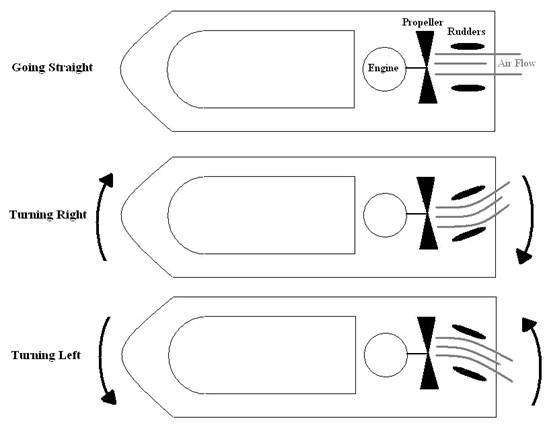 Propeller
Rudders
Going Straight
Engine
Air Flow
Turning Right
Turning Left